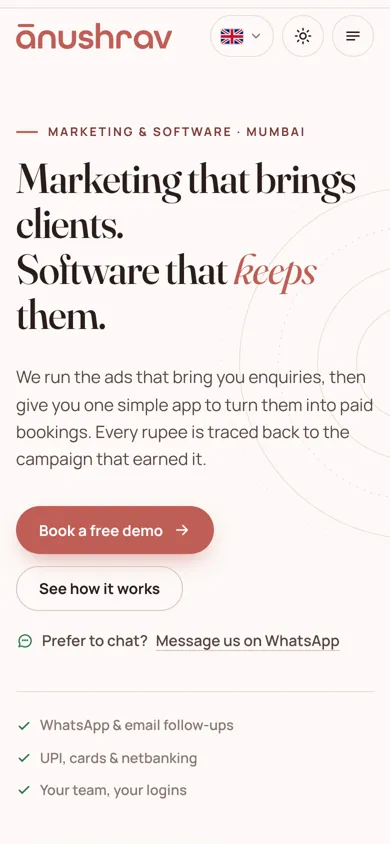 ānushrav
MARKETING & SOFTWARE · MUMBAI
Marketing that brings
clients.
Software that keeps
them.
We run the ads that bring you enquiries, then
give you one simple app to turn them into paid
bookings. Every rupee is traced back to the
campaign that earned it.
Book a free demo →
See how it works
Prefer to chat? Message us on WhatsApp
WhatsApp & email follow-ups
UPI, cards & netbanking
Your team, your logins